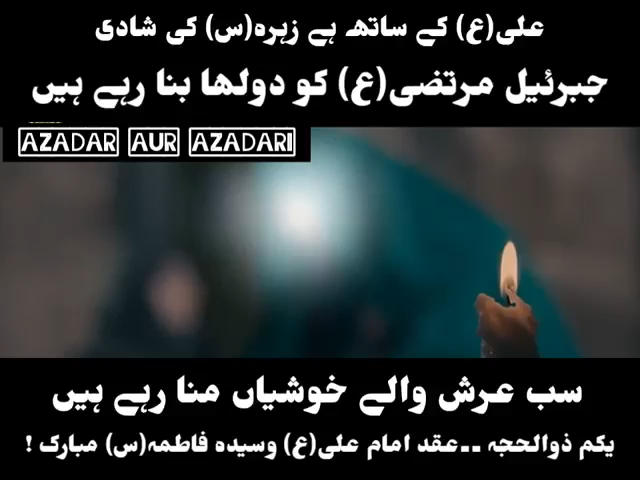 علی(ع) کے ساتھ ہے زہرہ(س) کی شادی
جبرئیل مرتضی(ع) کو دولھا بنا رہے ہیں
AZADAR AUR AZADARI
سب عرش والے خوشیاں منا رہے ہیں
یکم ذوالحجہ --عقد امام علی(ع) وسیدہ فاطمہ(س) مبارک !